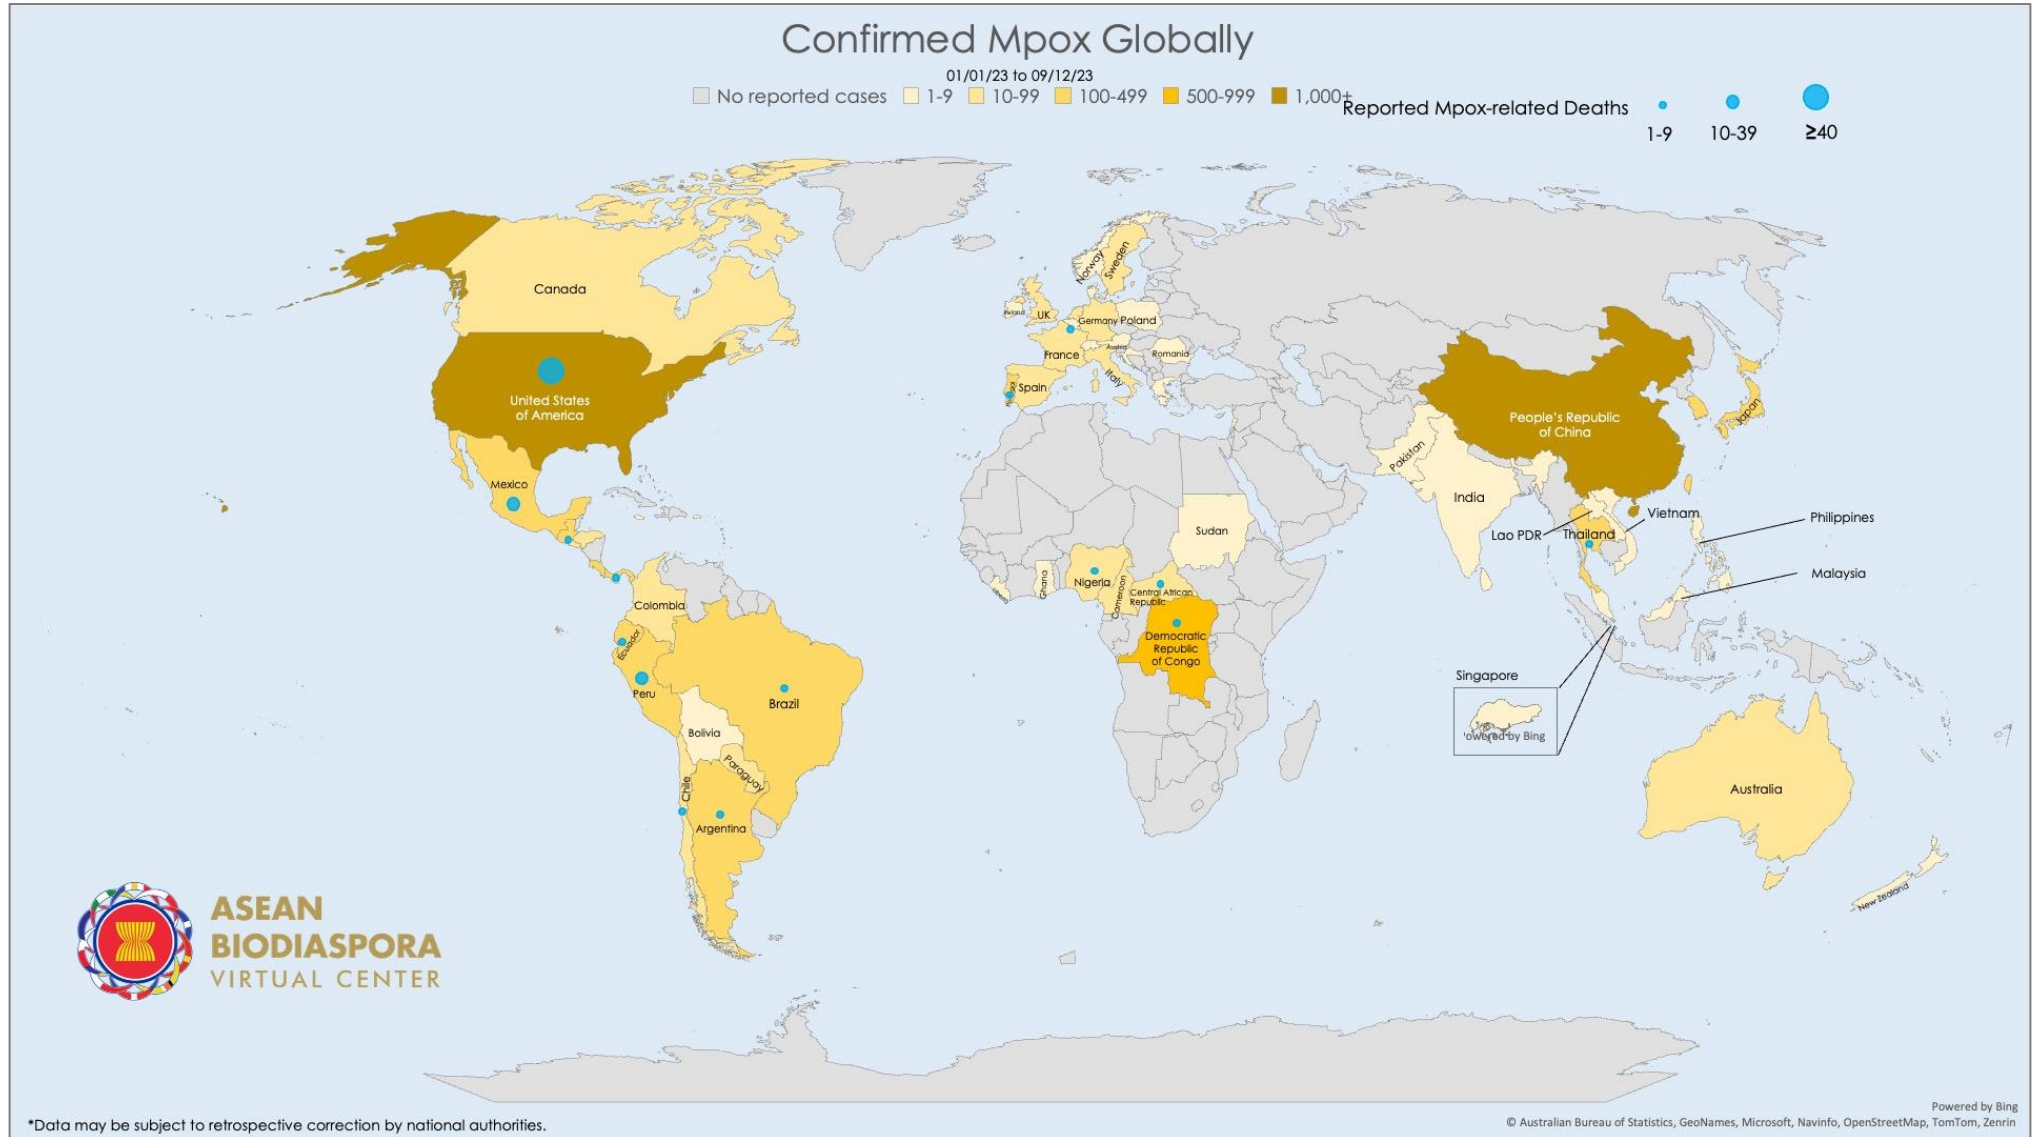 Confirmed Mpox Globally
01/01/23 to 09/12/23
No reported cases 1-9 10-99 100-499 500-999 1,000+
Reported Mpox-related Deaths
1-9 10-39 ≥40
Canada
United States
of America
Mexico
Colombia
Ecuador
Peru
Brazil
Bolivia
Paraguay
Chile
Argentina
Norway
Sweden
Ireland
UK
Germany
Poland
France
Austria
Romania
Italy
Spain
Sudan
Ghana
Nigeria
Cameroon
Central African
Republic
Democratic
Republic
of Congo
Pakistan
India
People's Republic
of China
Japan
Lao PDR
Vietnam
Thailand
Philippines
Malaysia
Singapore
Powered by Bing
Australia
New Zealand
ASEAN
BIODIASPORA
VIRTUAL CENTER
*Data may be subject to retrospective correction by national authorities.
Powered by Bing
© Australian Bureau of Statistics, GeoNames, Microsoft, Navinfo, OpenStreetMap, TomTom, Zenrin